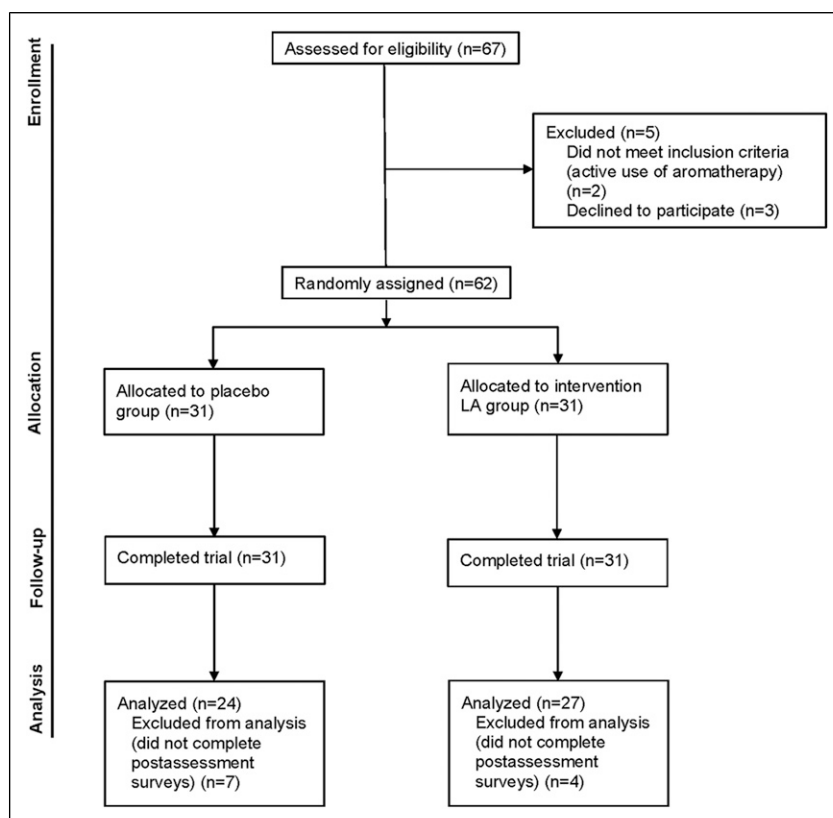 Enrollment
Assessed for eligibility (n=67)
Excluded (n=5)
Did not meet inclusion criteria
(active use of aromatherapy)
(n=2)
Declined to participate (n=3)
Randomly assigned (n=62)
Allocation
Allocated to placebo
group (n=31)
Allocated to intervention
LA group (n=31)
Follow-up
Completed trial (n=31)
Completed trial (n=31)
Analysis
Analyzed (n=24)
Excluded from analysis
(did not complete
postassessment
surveys) (n=7)
Analyzed (n=27)
Excluded from analysis
(did not complete
postassessment
surveys) (n=4)